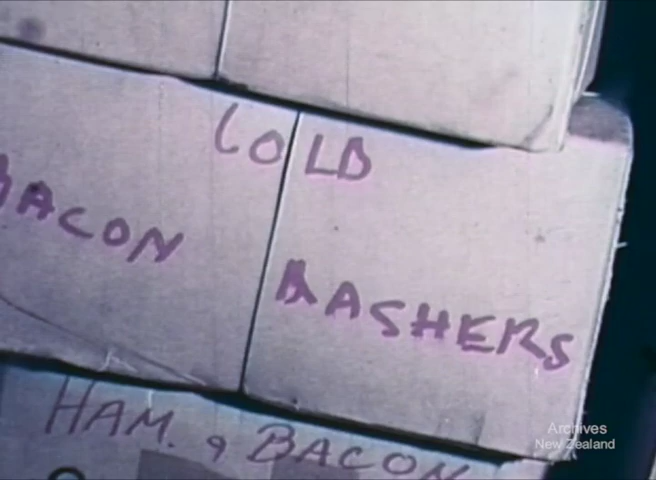 COLD
BACON RASHERS
HAM. & BACON
Archives
New Zealand